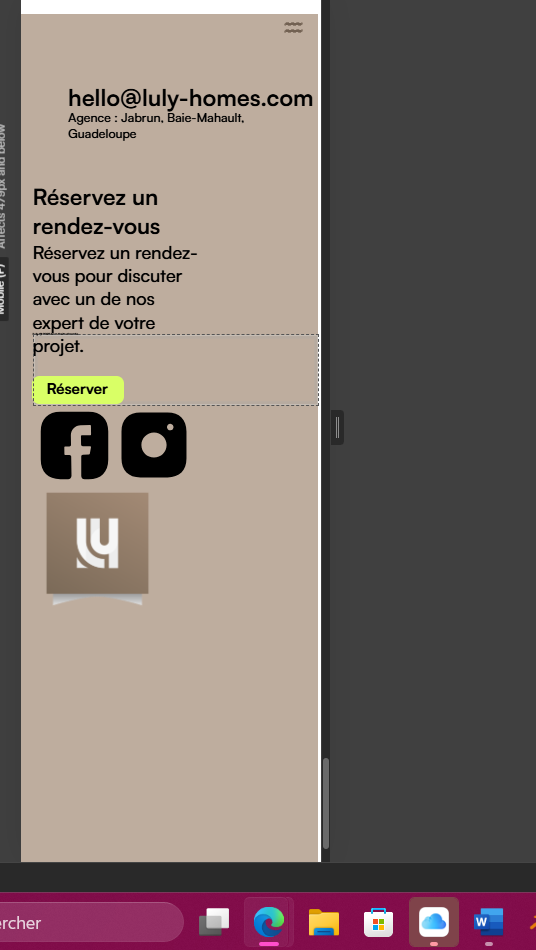 hello@luly-homes.com
Agence : Jabrun, Baie-Mahault,
Guadeloupe
Réservez un
rendez-vous
Réservez un rendez-
vous pour discuter
avec un de nos
expert de votre
projet.
Réserver
Affects 479px and below
Mobile (P)
ercher
W